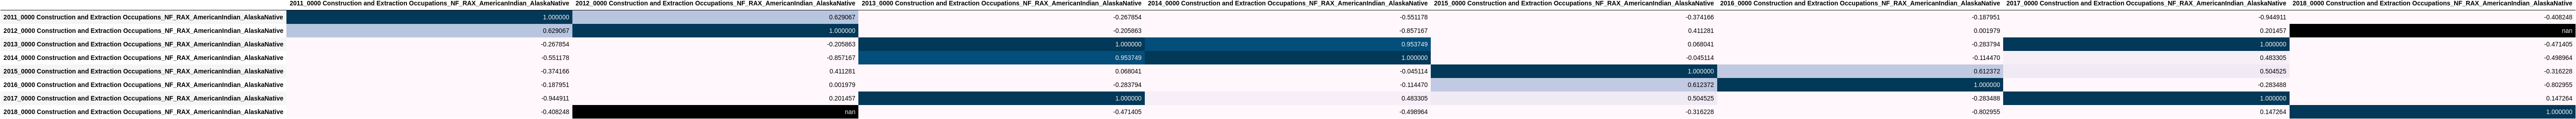 2011_0000 Construction and Extraction Occupations_NF_RAX_AmericanIndian_AlaskaNative 2012_0000 Construction and Extraction Occupations_NF_RAX_AmericanIndian_AlaskaNative 2013_0000 Construction and Extraction Occupations_NF_RAX_AmericanIndian_AlaskaNative 2014_0000 Construction and Extraction Occupations_NF_RAX_AmericanIndian_AlaskaNative 2015_0000 Construction and Extraction Occupations_NF_RAX_AmericanIndian_AlaskaNative 2016_0000 Construction and Extraction Occupations_NF_RAX_AmericanIndian_AlaskaNative 2017_0000 Construction and Extraction Occupations_NF_RAX_AmericanIndian_AlaskaNative 2018_0000 Construction and Extraction Occupations_NF_RAX_AmericanIndian_AlaskaNative
2011_0000 Construction and Extraction Occupations_NF_RAX_AmericanIndian_AlaskaNative 1.000000 0.629067 -0.267854 -0.551178 -0.374166 -0.187951 -0.944911 -0.408248
2012_0000 Construction and Extraction Occupations_NF_RAX_AmericanIndian_AlaskaNative 0.629067 1.000000 -0.205863 -0.857167 0.411281 0.001979 0.201457 nan
2013_0000 Construction and Extraction Occupations_NF_RAX_AmericanIndian_AlaskaNative -0.267854 -0.205863 1.000000 0.953749 0.068041 -0.283794 1.000000 -0.471405
2014_0000 Construction and Extraction Occupations_NF_RAX_AmericanIndian_AlaskaNative -0.551178 -0.857167 0.953749 1.000000 -0.045114 -0.114470 0.483305 -0.498964
2015_0000 Construction and Extraction Occupations_NF_RAX_AmericanIndian_AlaskaNative -0.374166 0.411281 0.068041 -0.045114 1.000000 0.612372 0.504525 -0.316228
2016_0000 Construction and Extraction Occupations_NF_RAX_AmericanIndian_AlaskaNative -0.187951 0.001979 -0.283794 -0.114470 0.612372 1.000000 -0.283488 -0.802955
2017_0000 Construction and Extraction Occupations_NF_RAX_AmericanIndian_AlaskaNative -0.944911 0.201457 1.000000 0.483305 0.504525 -0.283488 1.000000 0.147264
2018_0000 Construction and Extraction Occupations_NF_RAX_AmericanIndian_AlaskaNative -0.408248 nan -0.471405 -0.498964 -0.316228 -0.802955 0.147264 1.000000